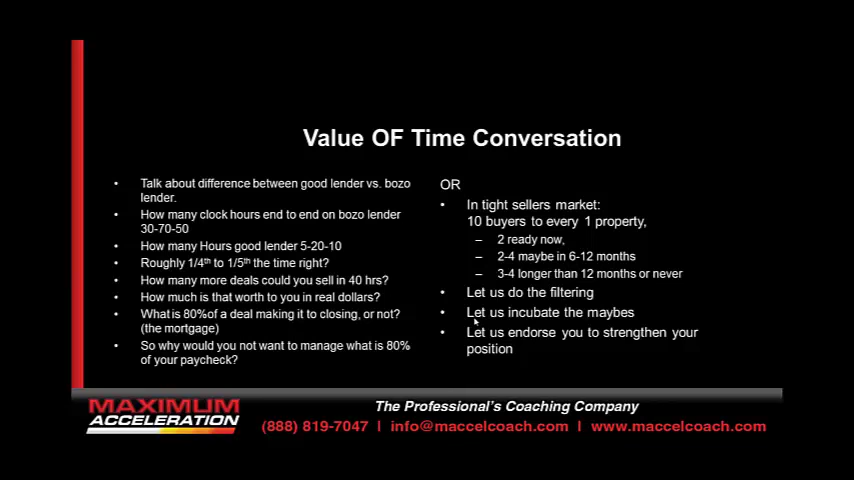 Value OF Time Conversation
• Talk about difference between good lender vs. bozo
lender.
• How many clock hours end to end on bozo lender
30-70-50
• How many Hours good lender 5-20-10
• Roughly 1/4th to 1/5th the time right?
• How many more deals could you sell in 40 hrs?
• How much is that worth to you in real dollars?
• What is 80%of a deal making it to closing, or not?
(the mortgage)
• So why would you not want to manage what is 80%
of your paycheck?
OR
• In tight sellers market:
10 buyers to every 1 property,
– 2 ready now,
– 2-4 maybe in 6-12 months
– 3-4 longer than 12 months or never
• Let us do the filtering
• Let us incubate the maybes
• Let us endorse you to strengthen your
position
MAXIMUM
ACCELERATION
The Professional's Coaching Company
(888) 819-7047 | info@maccelcoach.com | www.maccelcoach.com